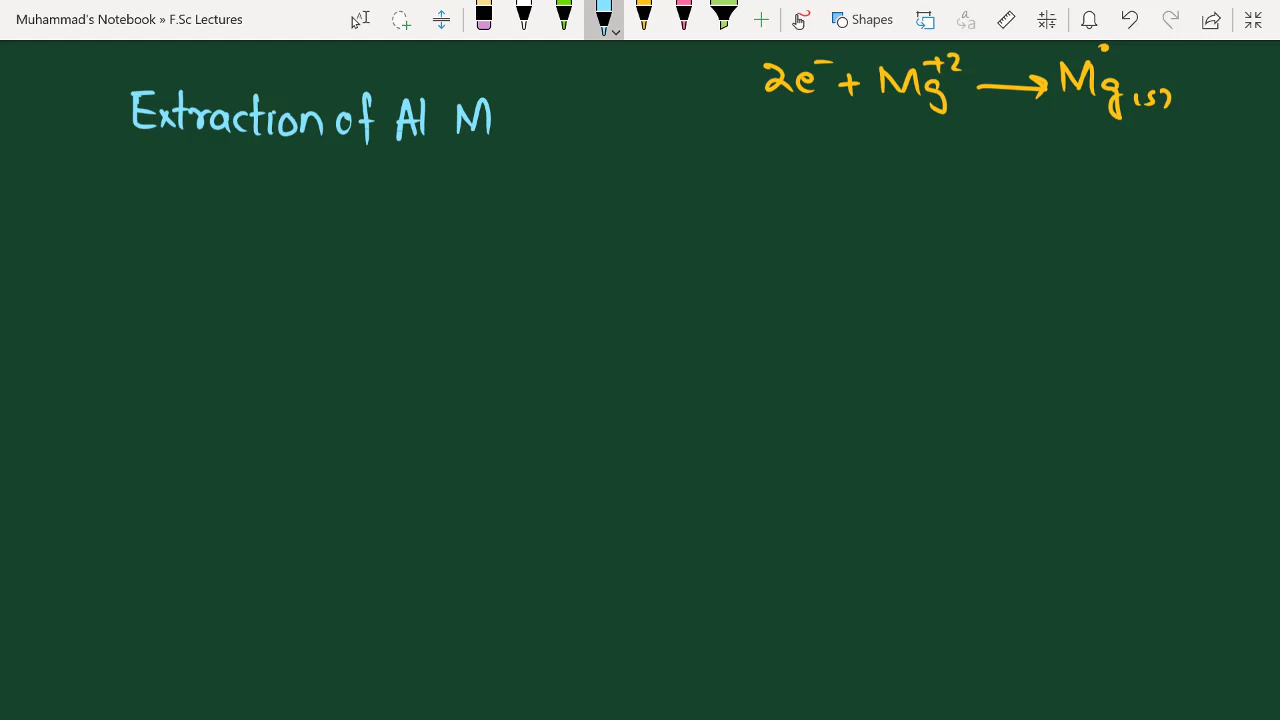 Muhammad's Notebook » F.Sc Lectures
Shapes
2e⁻ + Mg⁺² ⟶ Mg° (s)
Extraction of Al M